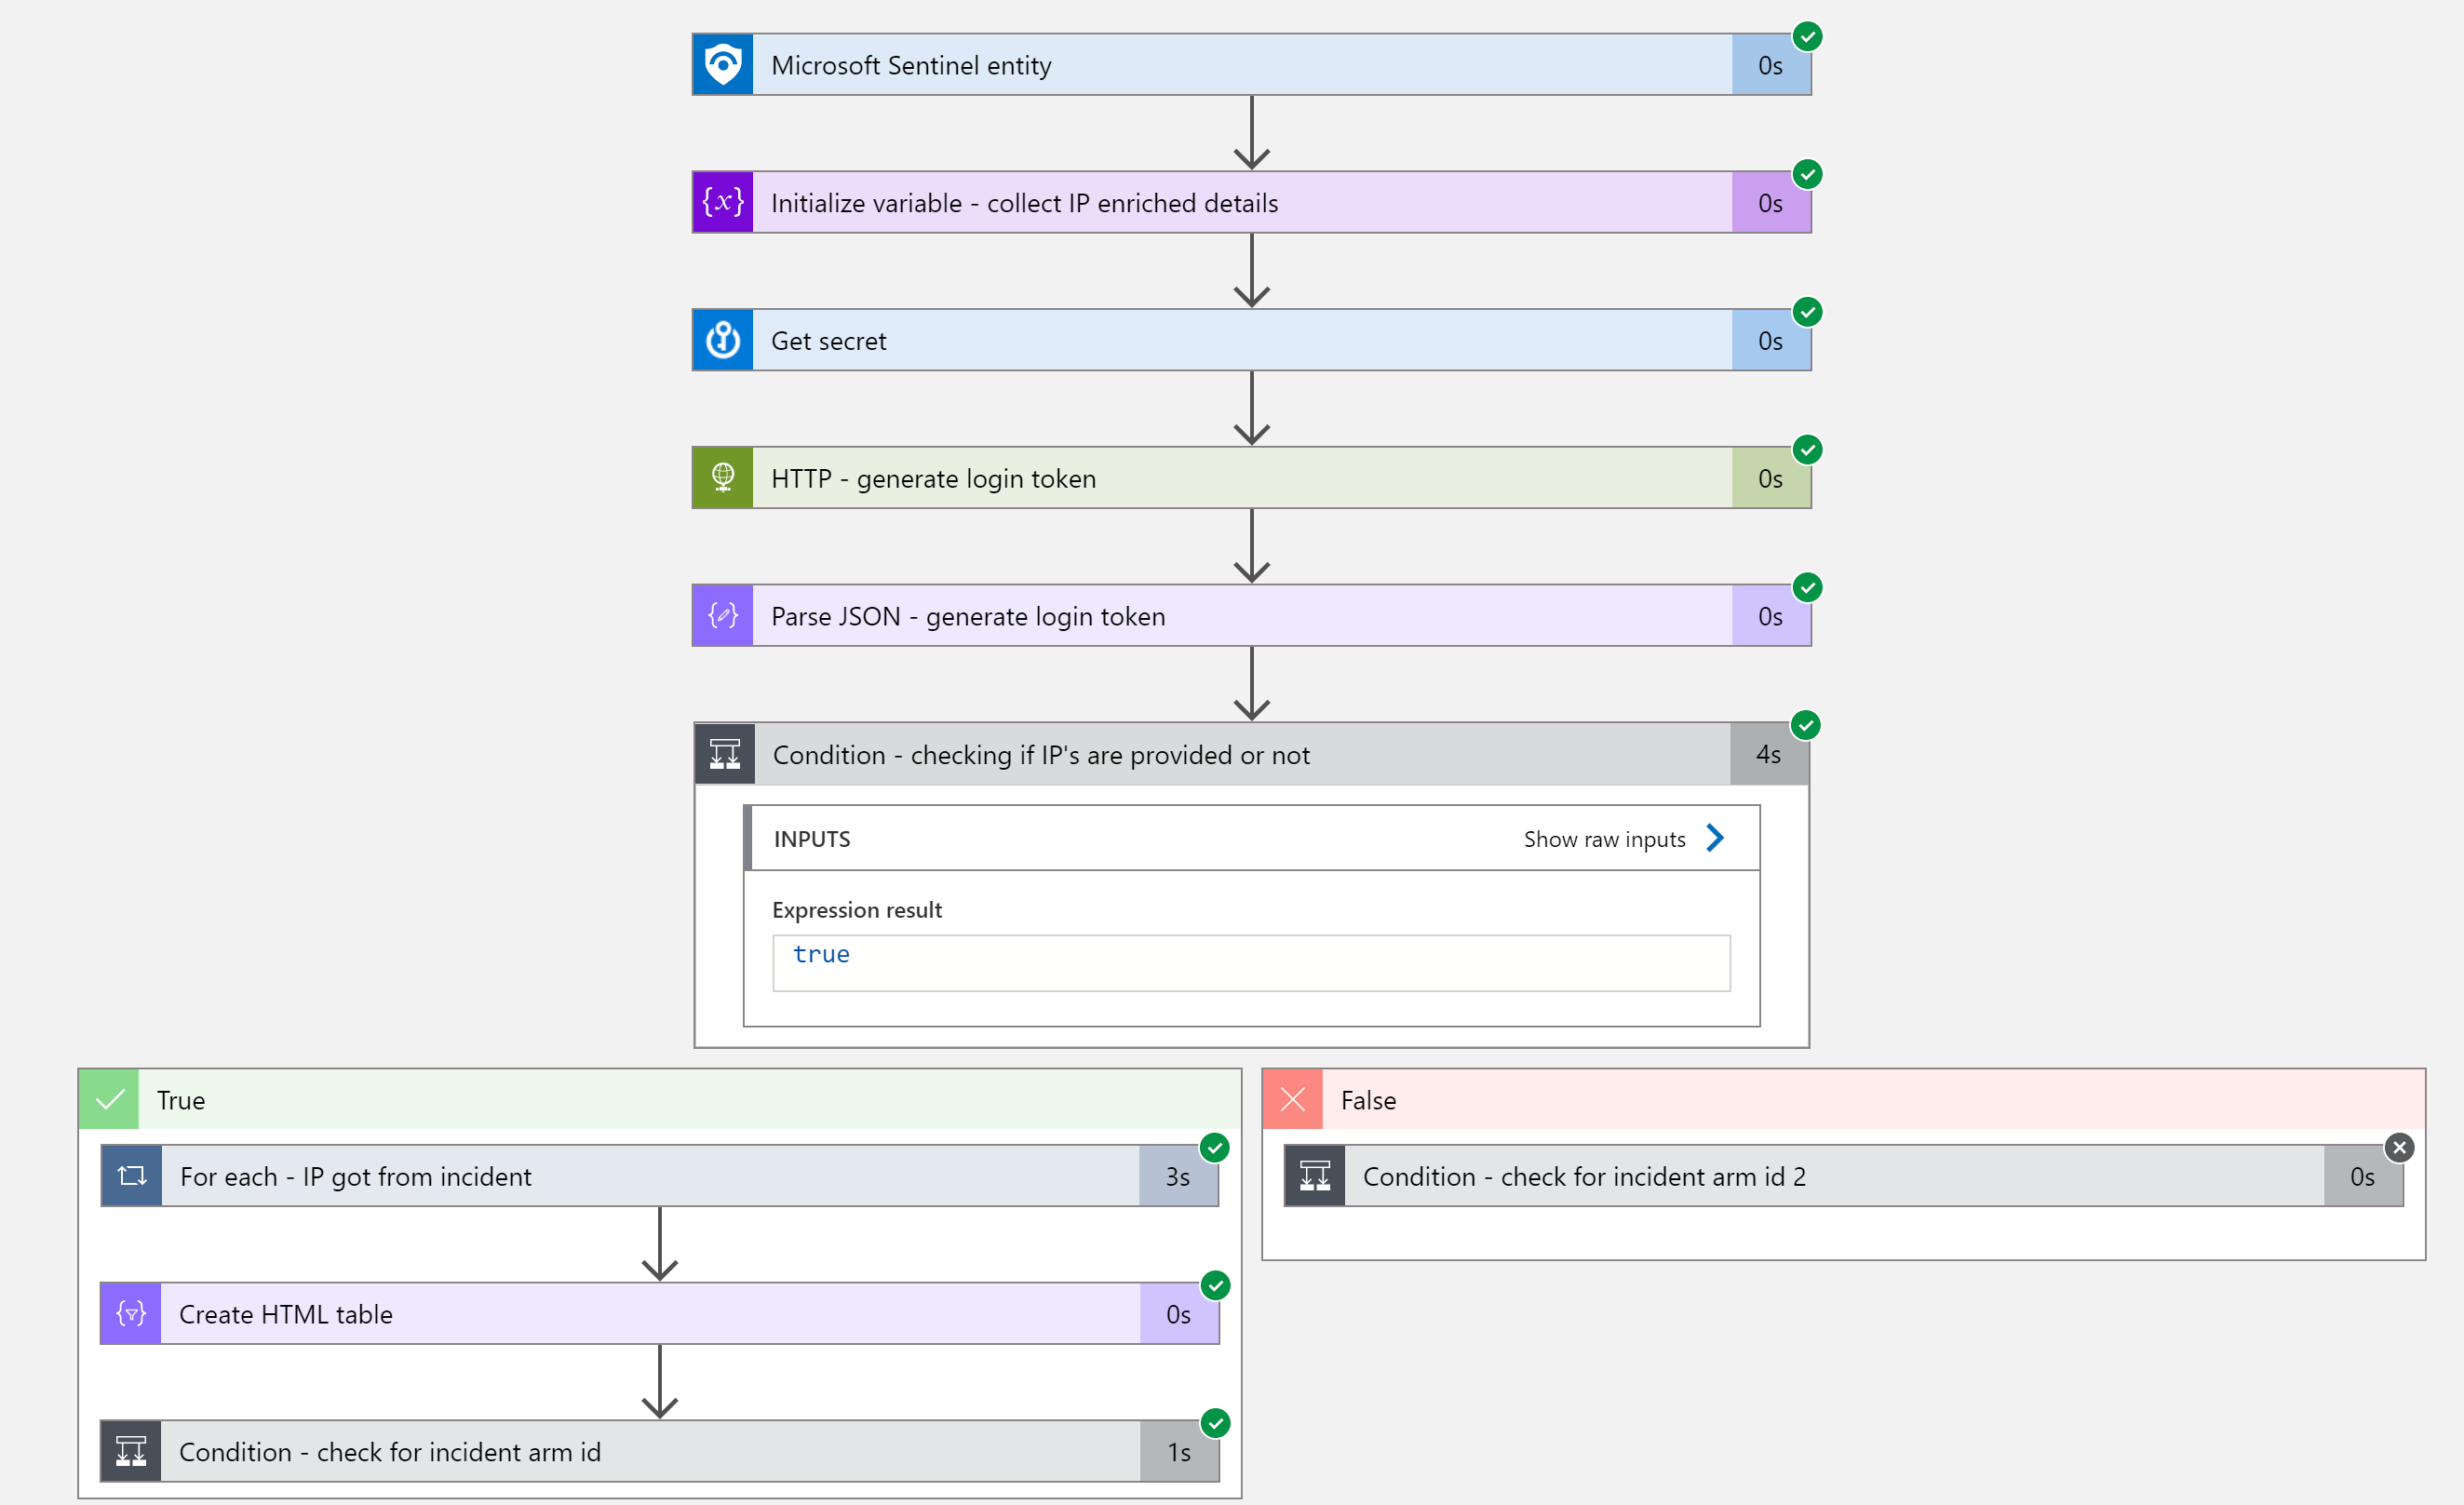 Microsoft Sentinel entity 0s
{x} Initialize variable - collect IP enriched details 0s
Get secret 0s
HTTP - generate login token 0s
Parse JSON - generate login token 0s
Condition - checking if IP's are provided or not 4s
INPUTS Show raw inputs
Expression result
true
True
False
For each - IP got from incident 3s
Condition - check for incident arm id 2 0s
Create HTML table 0s
Condition - check for incident arm id 1s